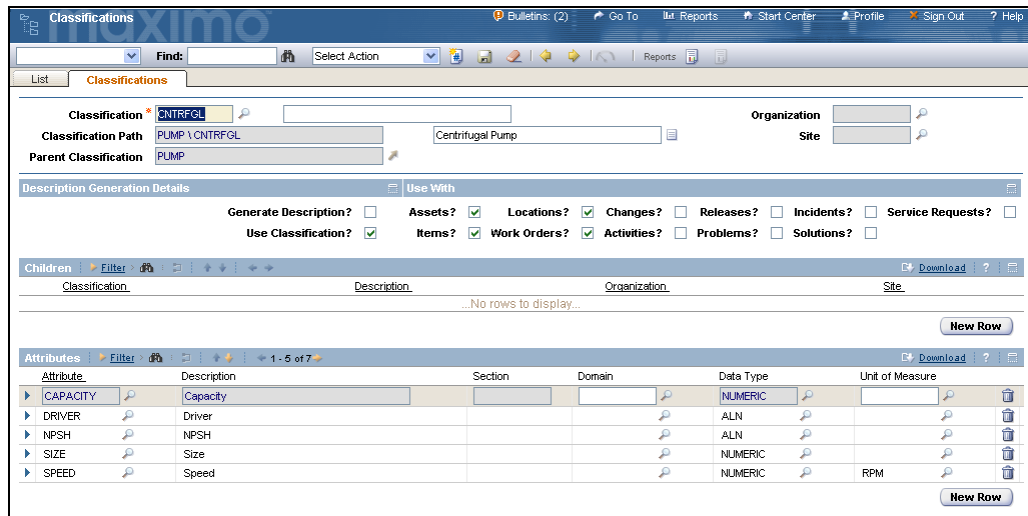 Classifications
maximo
Bulletins: (2) Go To Reports Start Center Profile Sign Out ? Help
Find: Select Action Reports
List Classifications
Classification * CNTRFGL Organization
Classification Path PUMP \ CNTRFGL Centrifugal Pump Site
Parent Classification PUMP
Description Generation Details Use With
Generate Description? Assets? Locations? Changes? Releases? Incidents? Service Requests?
Use Classification? Items? Work Orders? Activities? Problems? Solutions?
Children Filter Download ?
Classification Description Organization Site
...No rows to display...
New Row
Attributes Filter 1 - 5 of 7 Download ?
Attribute Description Section Domain Data Type Unit of Measure
CAPACITY Capacity NUMERIC
DRIVER Driver ALN
NPSH NPSH ALN
SIZE Size NUMERIC
SPEED Speed NUMERIC RPM
New Row